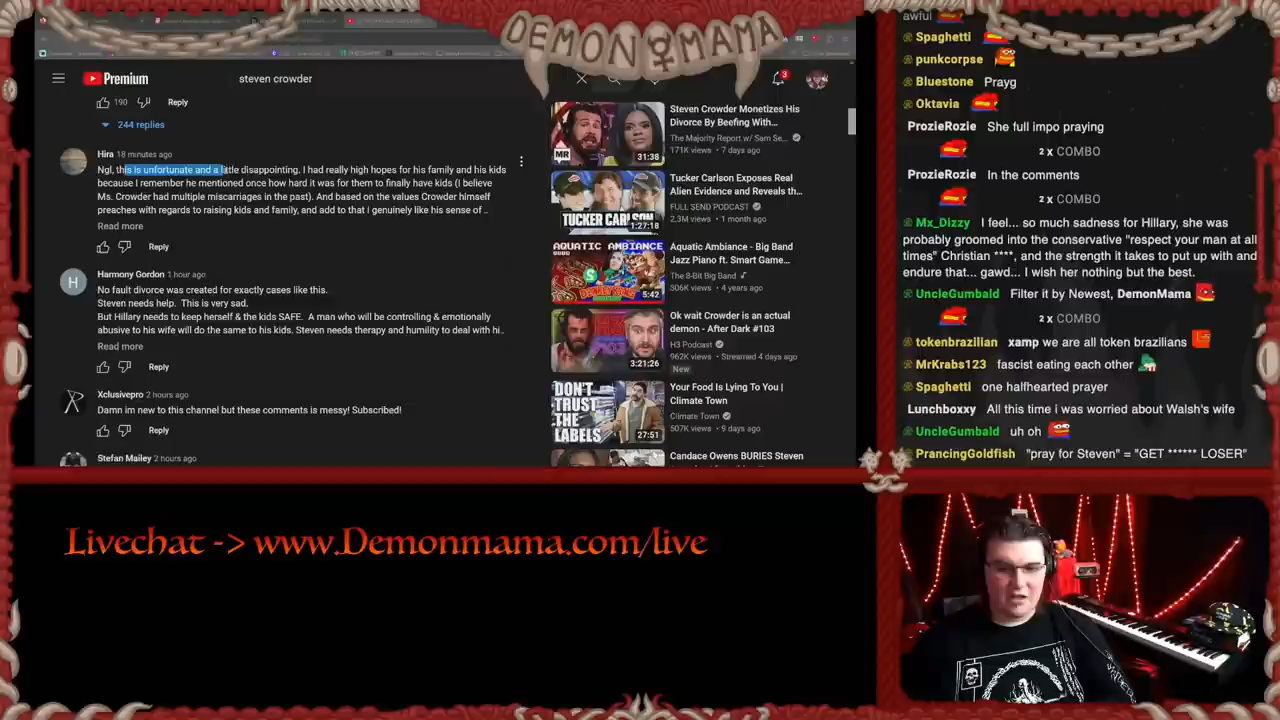 DEMON MAMA
Premium
steven crowder
3
190
Reply
244 replies
Hira 18 minutes ago
Ngl, this is unfortunate and a little disappointing. I had really high hopes for his family and his kids
because I remember he mentioned once how hard it was for them to finally have kids (I believe
Ms. Crowder had multiple miscarriages in the past). And based on the values Crowder himself
preaches with regards to raising kids and family, and add to that i genuinely like his sense of ..
Read more
Reply
Harmony Gordon 1 hour ago
H
No fault divorce was created for exactly cases like this.
Steven needs help. This is very sad.
But Hillary needs to keep herself & the kids SAFE. A man who will be controlling & emotionally
abusive to his wife will do the same to his kids. Steven needs therapy and humility to deal with hi..
Read more
Reply
Xclusivepro 2 hours ago
Damn im new to this channel but these comments is messy! Subscribed!
Reply
Stefan Mailey 2 hours ago
MR
31:38
Steven Crowder Monetizes His
Divorce By Beefing With...
The Majority Report w/ Sam Se...
171K views • 7 days ago
TUCKER CARLSON
1:27:18
Tucker Carlson Exposes Real
Alien Evidence and Reveals th...
FULL SEND PODCAST
2.3M views • 1 month ago
AQUATIC AMBIANCE
5:42
Aquatic Ambiance - Big Band
Jazz Piano ft. Smart Game...
The 8-Bit Big Band
506K views • 4 years ago
3:21:26
Ok wait Crowder is an actual
demon - After Dark #103
H3 Podcast
962K views • Streamed 4 days ago
New
DON'T
TRUST
THE
LABELS
27:51
Your Food Is Lying To You |
Climate Town
Climate Town
507K views • 9 days ago
Candace Owens BURIES Steven
awful
Spaghetti
punkcorpse
Bluestone Prayg
Oktavia
ProzieRozie She full impo praying
2 x COMBO
ProzieRozie In the comments
2 x COMBO
Mx_Dizzy I feel... so much sadness for Hillary, she was
probably groomed into the conservative "respect your man at all
times" Christian ****, and the strength it takes to put up with and
endure that... gawd... I wish her nothing but the best.
UncleGumbald Filter it by Newest, DemonMama
2 x COMBO
tokenbrazilian xamp we are all token brazilians
MrKrabs123 fascist eating each other
Spaghetti one halfhearted prayer
Lunchboxxy All this time i was worried about Walsh's wife
UncleGumbald uh oh
PrancingGoldfish "pray for Steven" = "GET ****** LOSER"
Livechat -> www.Demonmama.com/live